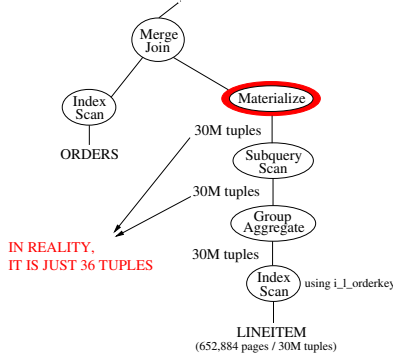 Merge
Join
Index
Scan
Materialize
ORDERS
30M tuples
Subquery
Scan
30M tuples
Group
Aggregate
IN REALITY,
IT IS JUST 36 TUPLES
30M tuples
Index
Scan
using i_l_orderkey
LINEITEM
(652,884 pages / 30M tuples)